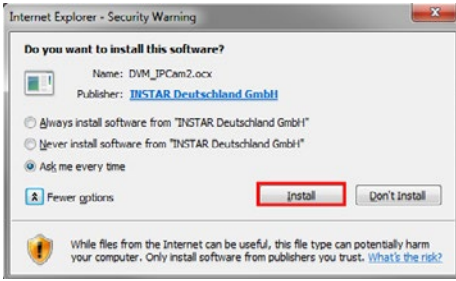 Internet Explorer - Security Warning
Do you want to install this software?
Name: DVM_IPCam2.ocx
Publisher: INSTAR Deutschland GmbH
Always install software from "INSTAR Deutschland GmbH"
Never install software from "INSTAR Deutschland GmbH"
Ask me every time
Fewer options
Install
Don't Install
While files from the Internet can be useful, this file type can potentially harm
your computer. Only install software from publishers you trust. What's the risk?